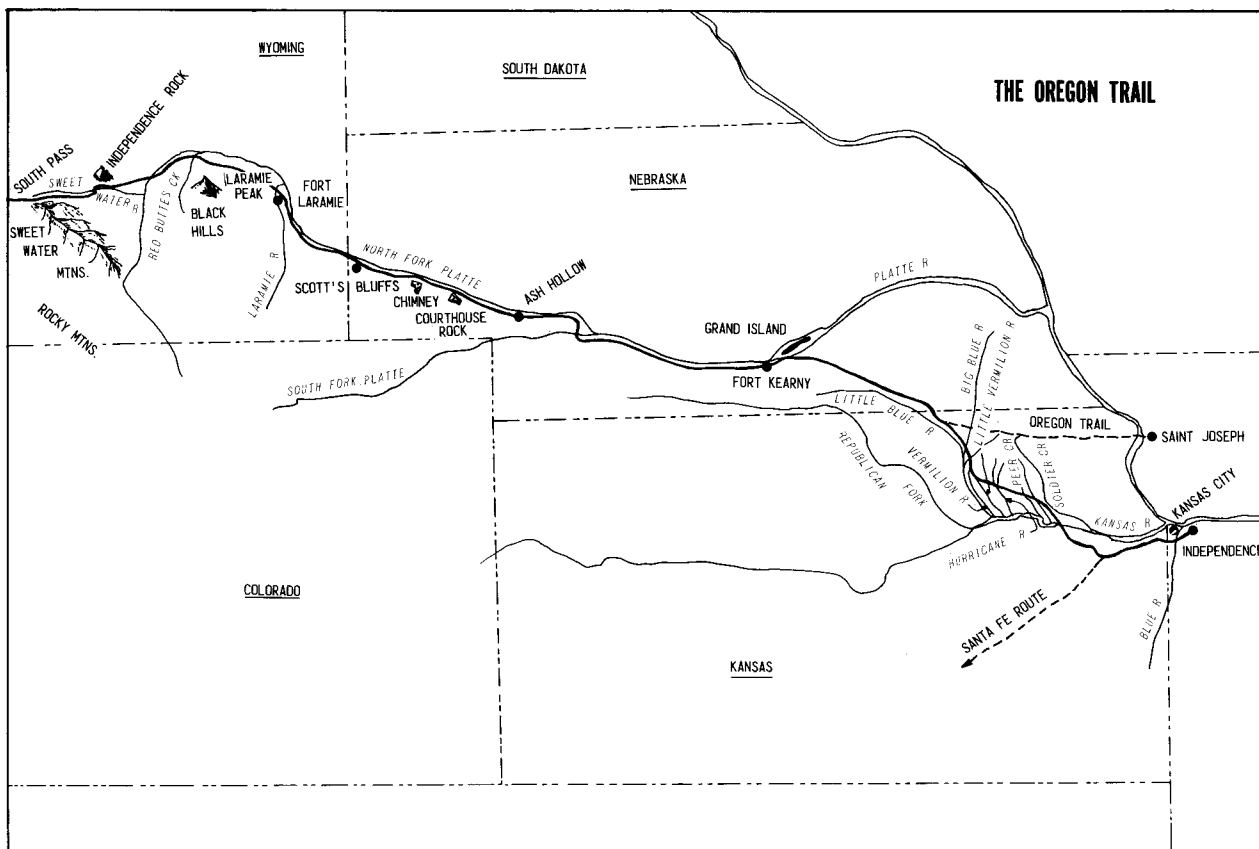 THE OREGON TRAIL
WYOMING
SOUTH DAKOTA
INDEPENDENCE ROCK
SOUTH PASS
SWEET
WATER R
RED BUTTES CK
LARAMIE
PEAK
FORT
LARAMIE
BLACK
HILLS
NEBRASKA
SWEET
WATER
MTNS.
LARAMIE R
NORTH FORK PLATTE
ASH HOLLOW
PLATTE R
SCOTT'S BLUFFS
CHIMNEY
COURTHOUSE
ROCK
ROCKY MTNS.
GRAND ISLAND
BIG BLUE R
LITTLE VERMILION R
SOUTH FORK PLATTE
FORT KEARNY
LITTLE BLUE R
OREGON TRAIL
SAINT JOSEPH
REPUBLICAN
FORK
VERMILION R
PEER CR
SOLDIER CR
KANSAS CITY
KANSAS R
HURRICANE R
INDEPENDENCE
COLORADO
SANTA FE ROUTE
BLUE R
KANSAS